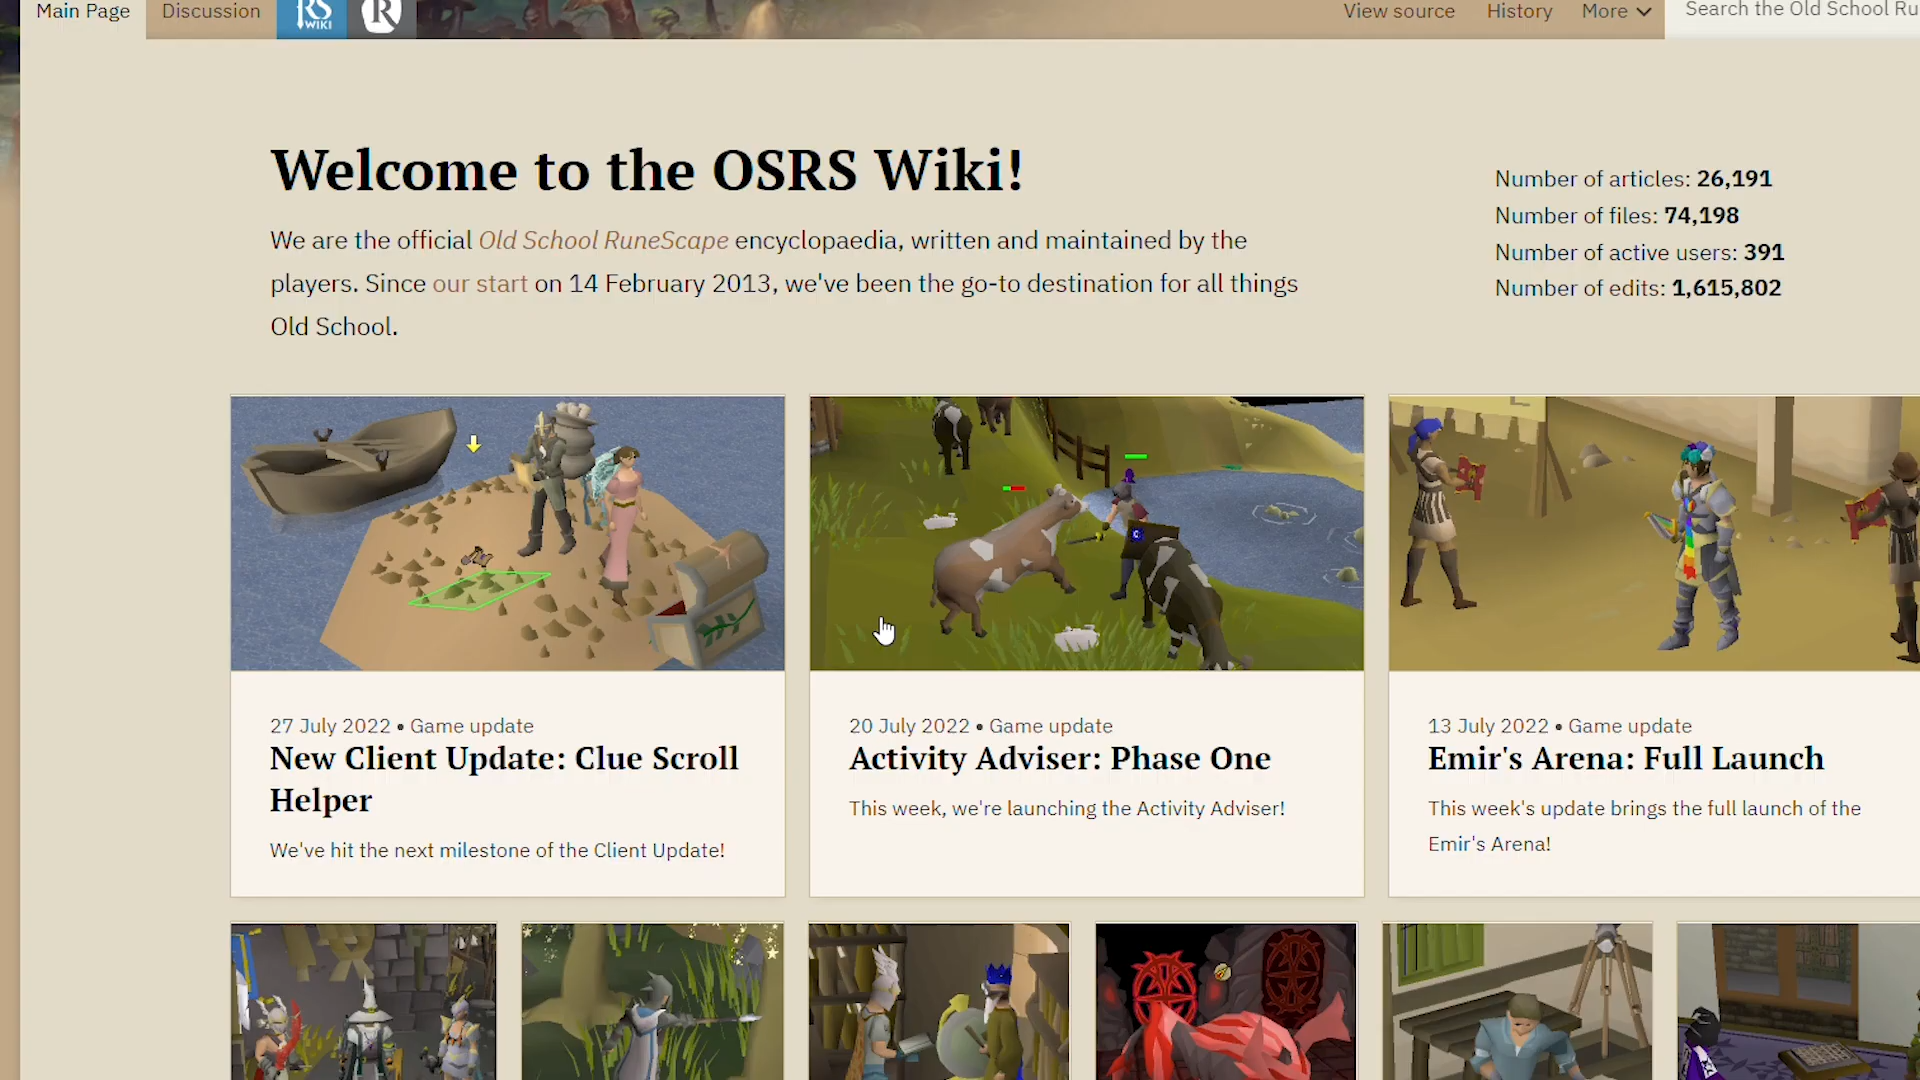 Main Page
Discussion
RS
WIKI
R
View source
History
More
Search the Old School Ru
Welcome to the OSRS Wiki!
We are the official Old School RuneScape encyclopaedia, written and maintained by the
players. Since our start on 14 February 2013, we've been the go-to destination for all things
Old School.
Number of articles: 26,191
Number of files: 74,198
Number of active users: 391
Number of edits: 1,615,802
27 July 2022 • Game update
New Client Update: Clue Scroll
Helper
We've hit the next milestone of the Client Update!
20 July 2022 • Game update
Activity Adviser: Phase One
This week, we're launching the Activity Adviser!
13 July 2022 • Game update
Emir's Arena: Full Launch
This week's update brings the full launch of the
Emir's Arena!